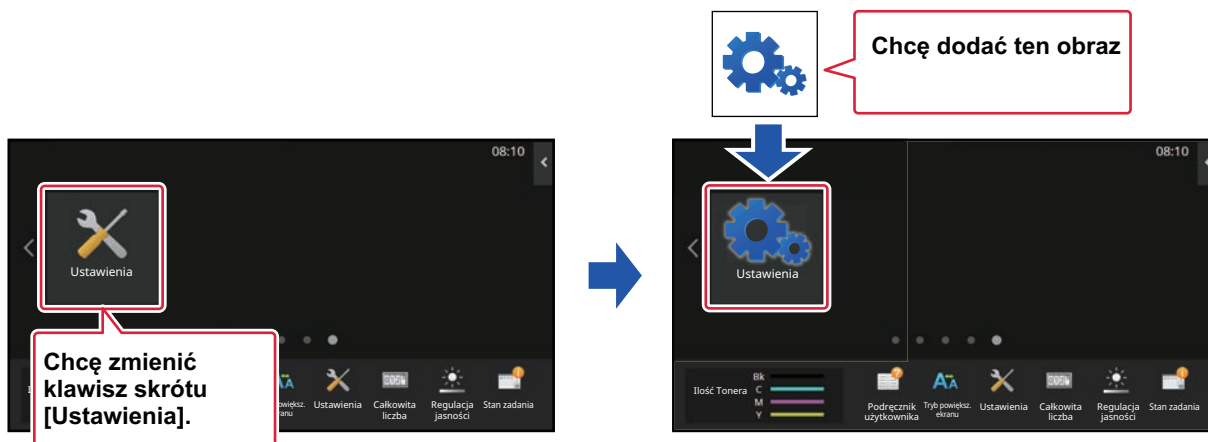 Chcę dodać ten obraz
08:10
Ustawienia
Chcę zmienić
klawisz skrótu
[Ustawienia].
Ustawienia
Całkowita
liczba
Regulacja
jasności
Stan zadania
08:10
Ustawienia
Ilość Tonera
Bk
C
M
Y
Podręcznik
użytkownika
Tryb powiększ.
ekranu
Ustawienia
Całkowita
liczba
Regulacja
jasności
Stan zadania